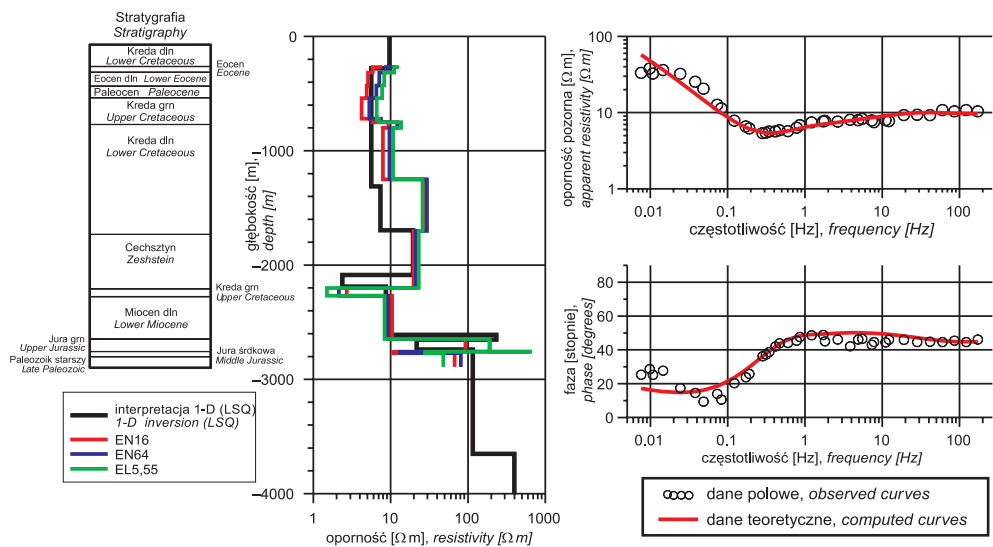 Stratygrafia
Stratigraphy
Kreda dln
Lower Cretaceous
Eocen
Eocene
Eocen dln Lower Eocene
Paleocen Paleocene
Kreda grn
Upper Cretaceous
Kreda dln
Lower Cretaceous
Cechsztyn
Zeshstein
Kreda grn
Upper Cretaceous
Miocen dln
Lower Miocene
Jura grn
Upper Jurassic
Jura śrdkowa
Middle Jurassic
Paleozoik starszy
Late Paleozoic
interpretacja 1-D (LSQ)
1-D inversion (LSQ)
EN16
EN64
EL5,55
głębokość [m],
depth [m]
0
−1000
−2000
−3000
−4000
1 10 100 1000
oporność [Ω m], resistivity [Ω m]
oporność pozorna [Ω m]
apparent resistivity [Ω m]
100
10
1
0.01 0.1 1 10 100
częstotliwość [Hz], frequency [Hz]
faza [stopnie],
phase [degrees]
80
60
40
20
0
0.01 0.1 1 10 100
częstotliwość [Hz], frequency [Hz]
dane polowe, observed curves
dane teoretyczne, computed curves